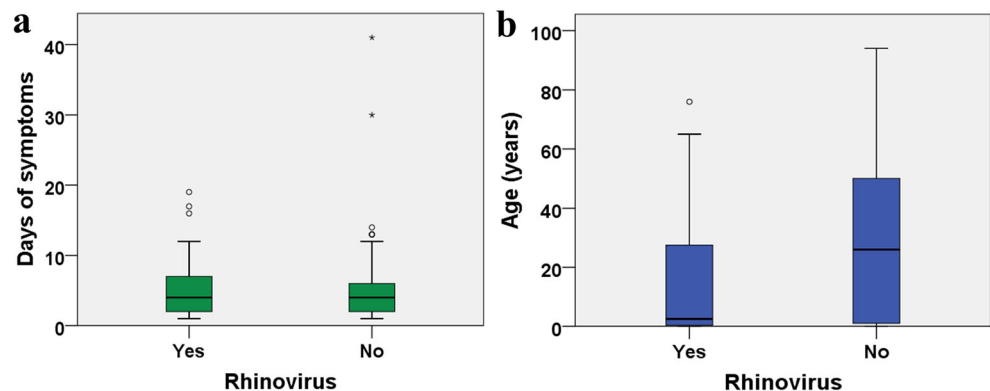 a
Days of symptoms
40
30
20
10
0
Yes
No
Rhinovirus
b
Age (years)
100
80
60
40
20
0
Yes
No
Rhinovirus